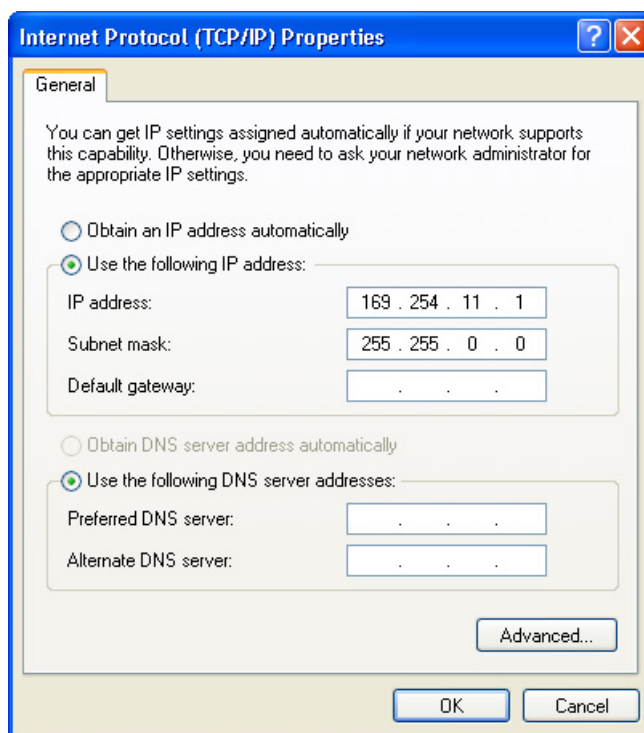 Internet Protocol (TCP/IP) Properties
General
You can get IP settings assigned automatically if your network supports
this capability. Otherwise, you need to ask your network administrator for
the appropriate IP settings.
Obtain an IP address automatically
Use the following IP address:
IP address: 169 . 254 . 11 . 1
Subnet mask: 255 . 255 . 0 . 0
Default gateway: . . .
Obtain DNS server address automatically
Use the following DNS server addresses:
Preferred DNS server: . . .
Alternate DNS server: . . .
Advanced...
OK Cancel